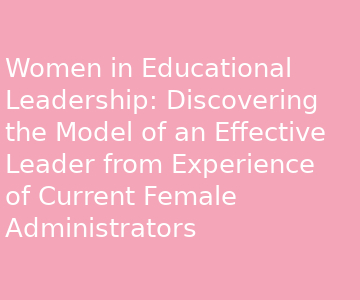 Women in Educational
Leadership: Discovering
the Model of an Effective
Leader from Experience
of Current Female
Administrators